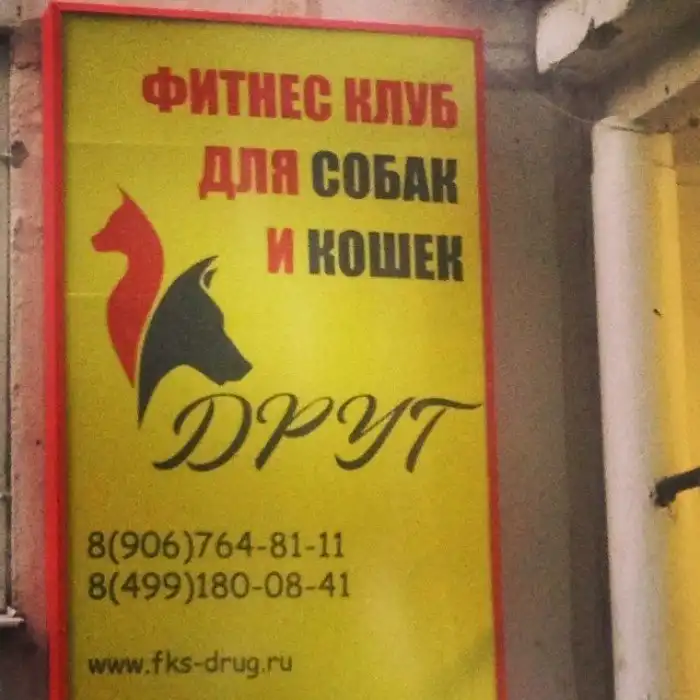 ФИТНЕС КЛУБ
ДЛЯ СОБАК
И КОШЕК
ДРУГ
8(906)764-81-11
8(499)180-08-41
www.fks-drug.ru